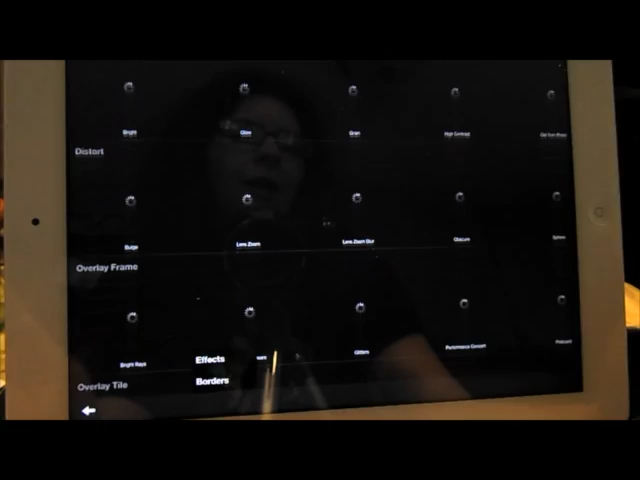 Bright Glow Grain High Contrast
Distort
Bulge Lens Zoom Lens Zoom Blur Obscure Sphere
Overlay Frame
Bright Rays Glitters Performance Concert Postcard
Effects
Borders
Overlay Tile